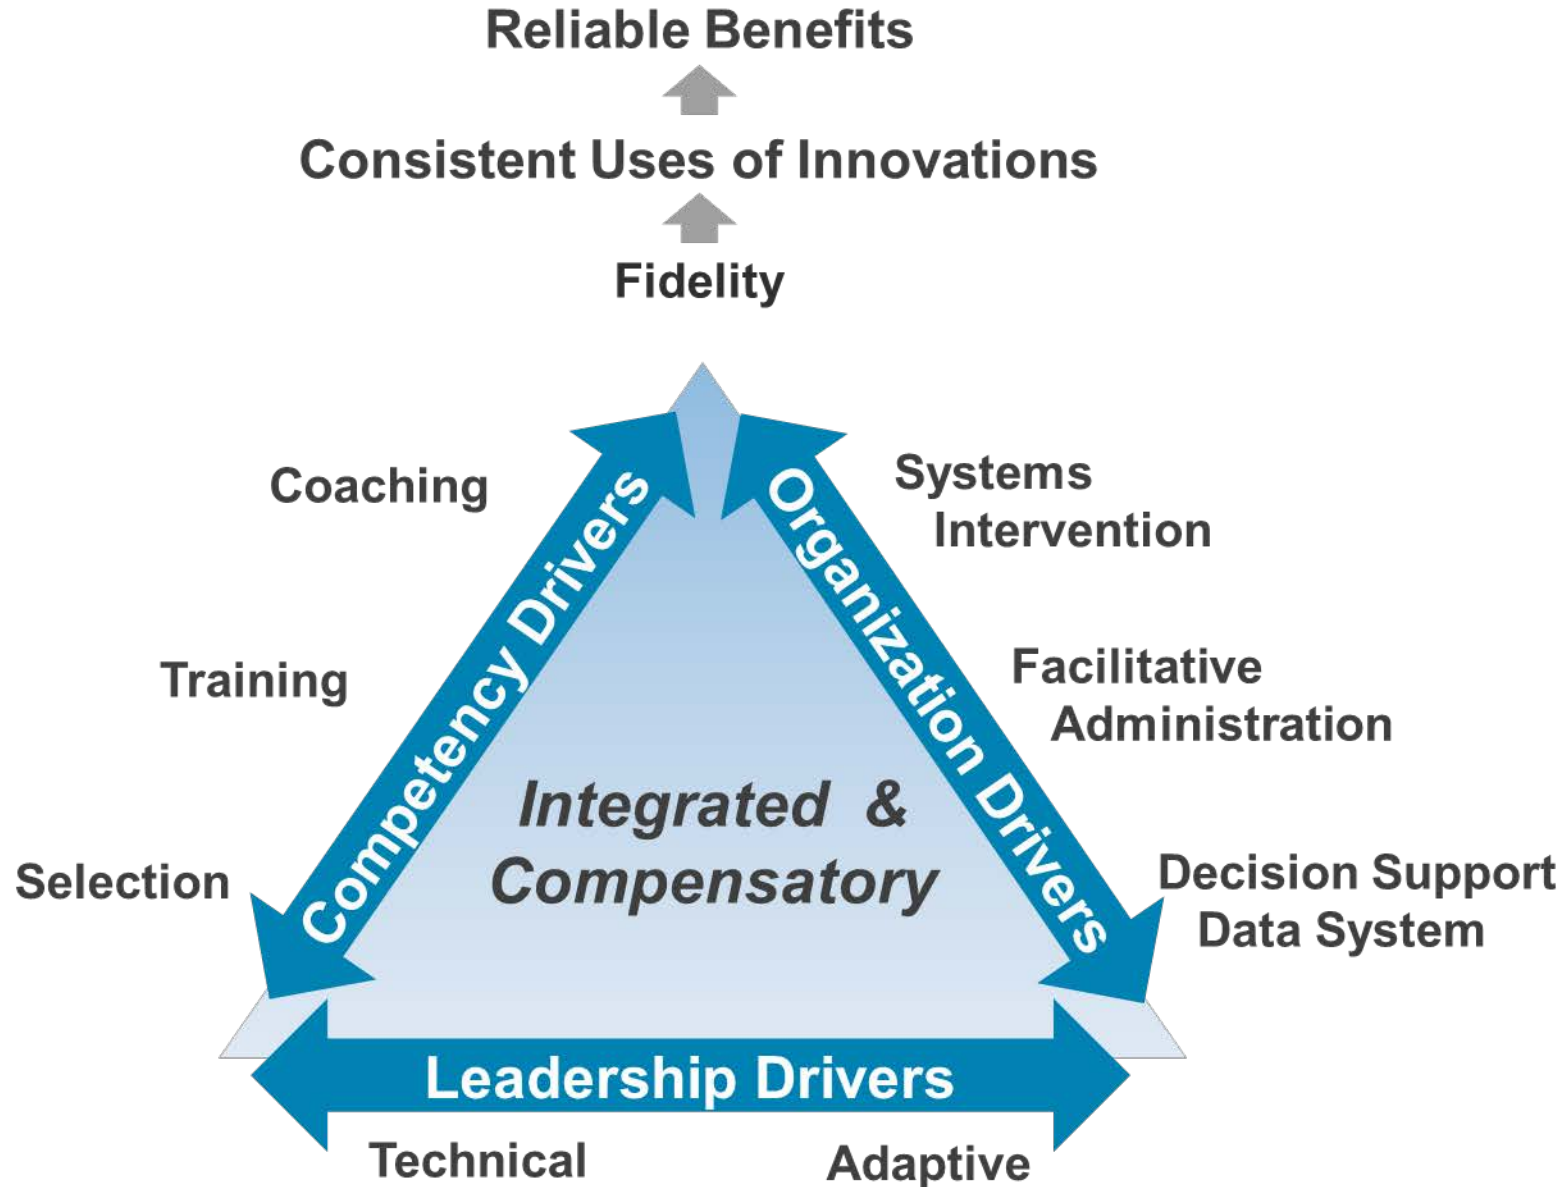 Reliable Benefits
Consistent Uses of Innovations
Fidelity
Coaching
Training
Selection
Competency Drivers
Integrated & 
Compensatory
Organization Drivers
Systems
Intervention
Facilitative
Administration
Decision Support
Data System
Leadership Drivers
Technical
Adaptive